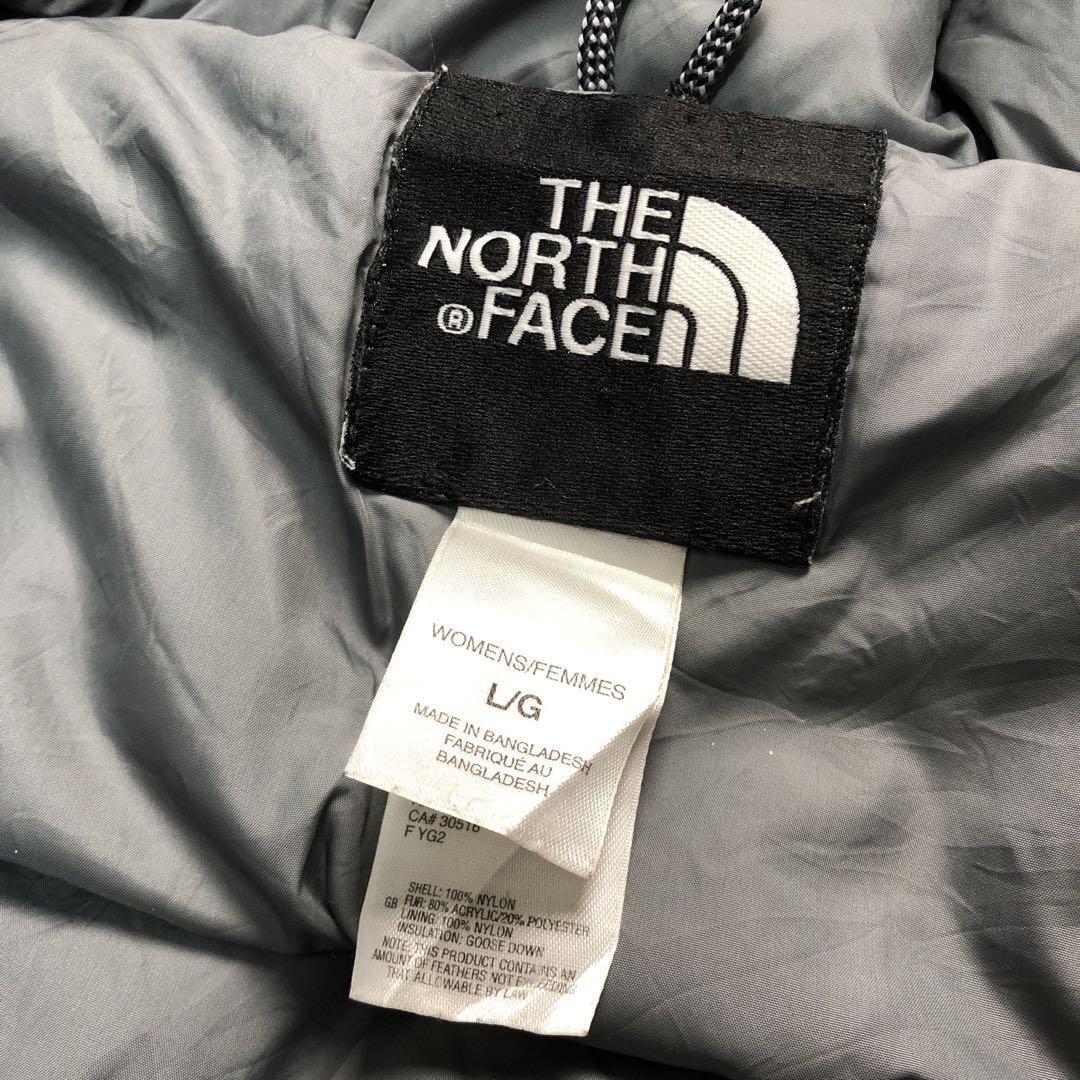 THE
NORTH
® FACE
WOMENS/FEMMES
L/G
MADE IN BANGLADESH
FABRIQUÉ AU
BANGLADESH
CA# 30516
F YG2
SHELL: 100% NYLON
GB FUR: 80% ACRYLIC/20% POLYESTER
LINING: 100% NYLON
INSULATION: GOOSE DOWN
NOTE: THIS PRODUCT CONTAINS AN
AMOUNT OF FEATHERS NOT EXCEEDING
THAT ALLOWABLE BY LAW